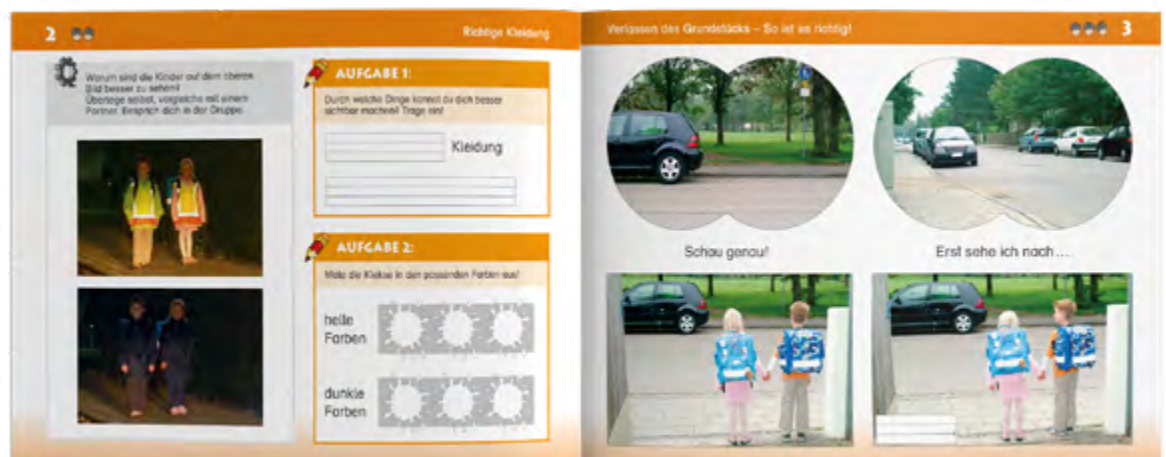 2
Richtige Kleidung
Warum sind die Kinder auf dem oberen
Bild besser zu sehen?
Überlege selbst, vergleiche mit einem
Partner. Besprich dich in der Gruppe.
AUFGABE 1:
Durch welche Dinge kannst du dich besser
sichtbar machen? Trage ein!
Kleidung
AUFGABE 2:
Male die Kleckse in den passenden Farben aus!
helle
Farben
dunkle
Farben
Verlassen des Grundstücks – So ist es richtig!
3
Schau genau!
Erst sehe ich nach ...